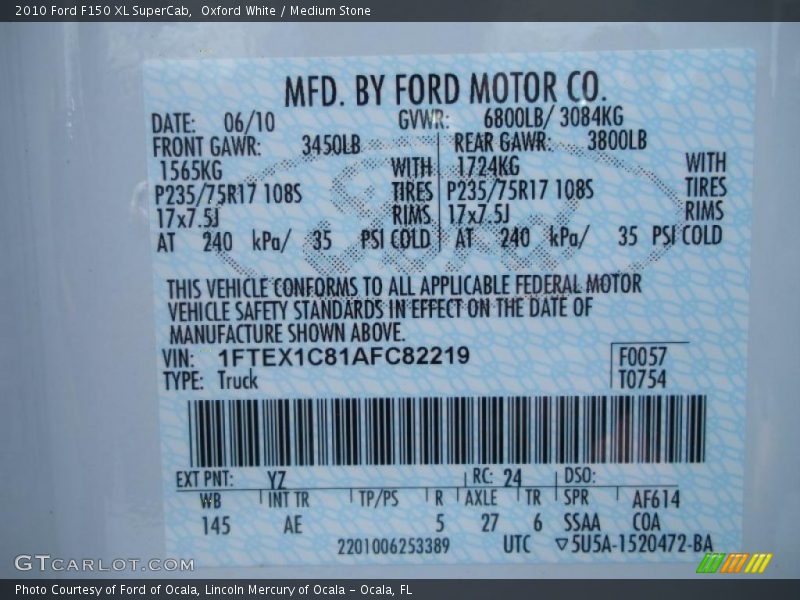 2010 Ford F150 XL SuperCab, Oxford White / Medium Stone
MFD. BY FORD MOTOR CO.
DATE: 06/10 GVWR: 6800LB/ 3084KG
FRONT GAWR: 3450LB REAR GAWR: 3800LB
1565KG WITH 1724KG WITH
P235/75R17 108S TIRES P235/75R17 108S TIRES
17x7.5J RIMS 17x7.5J RIMS
AT 240 kPa/ 35 PSI COLD AT 240 kPa/ 35 PSI COLD
THIS VEHICLE CONFORMS TO ALL APPLICABLE FEDERAL MOTOR
VEHICLE SAFETY STANDARDS IN EFFECT ON THE DATE OF
MANUFACTURE SHOWN ABOVE.
VIN: 1FTEX1C81AFC82219 F0057
TYPE: Truck T0754
EXT PNT: YZ RC: 24 DSO:
WB INT TR TP/PS R AXLE TR SPR AF614
145 AE 5 27 6 SSAA COA
2201006253389 UTC ▽5U5A-1520472-BA
GTCARLOT.COM
Photo Courtesy of Ford of Ocala, Lincoln Mercury of Ocala – Ocala, FL